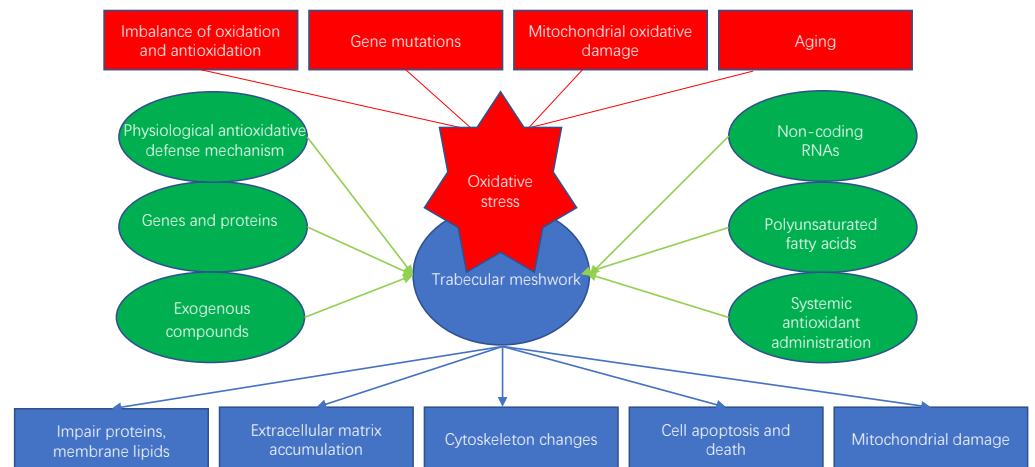 Imbalance of oxidation
and antioxidation
Gene mutations
Mitochondrial oxidative
damage
Aging
Physiological antioxidative
defense mechanism
Non-coding
RNAs
Oxidative
stress
Genes and proteins
Polyunsaturated
fatty acids
Trabecular meshwork
Exogenous
compounds
Systemic
antioxidant
administration
Impair proteins,
membrane lipids
Extracellular matrix
accumulation
Cytoskeleton changes
Cell apoptosis and
death
Mitochondrial damage